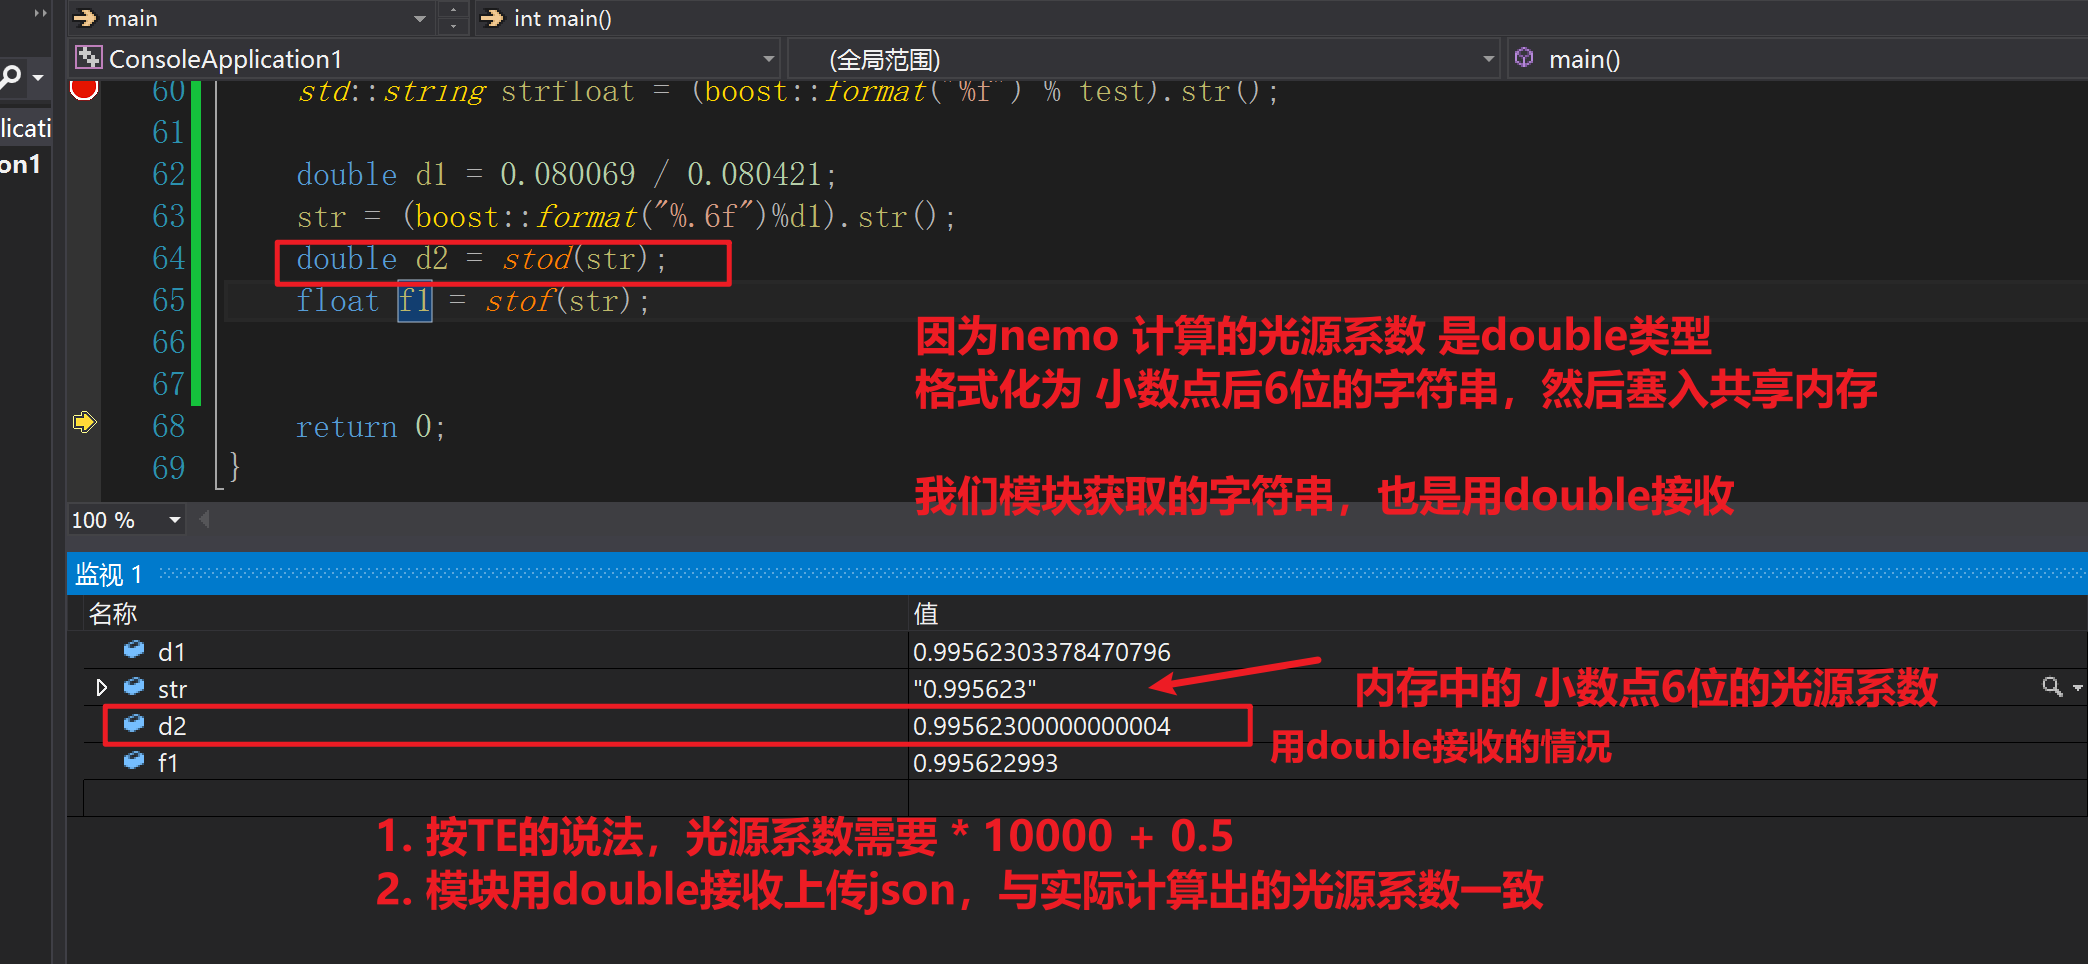 main
int main()
ConsoleApplication1
(全局范围)
main()
licati
on1
60 std::string strfloat = (boost::format("%f") % test).str();
61
62 double d1 = 0.080069 / 0.080421;
63 str = (boost::format("%.6f")%d1).str();
64 double d2 = stod(str);
65 float f1 = stof(str);
66
67
68 return 0;
69 }
因为nemo 计算的光源系数 是double类型
格式化为 小数点后6位的字符串，然后塞入共享内存
我们模块获取的字符串，也是用double接收
100 %
监视 1
名称 值
d1 0.99562303378470796
str "0.995623"
内存中的 小数点6位的光源系数
d2 0.99562300000000004
用double接收的情况
f1 0.995622993
1. 按TE的说法，光源系数需要 * 10000 + 0.5
2. 模块用double接收上传json，与实际计算出的光源系数一致